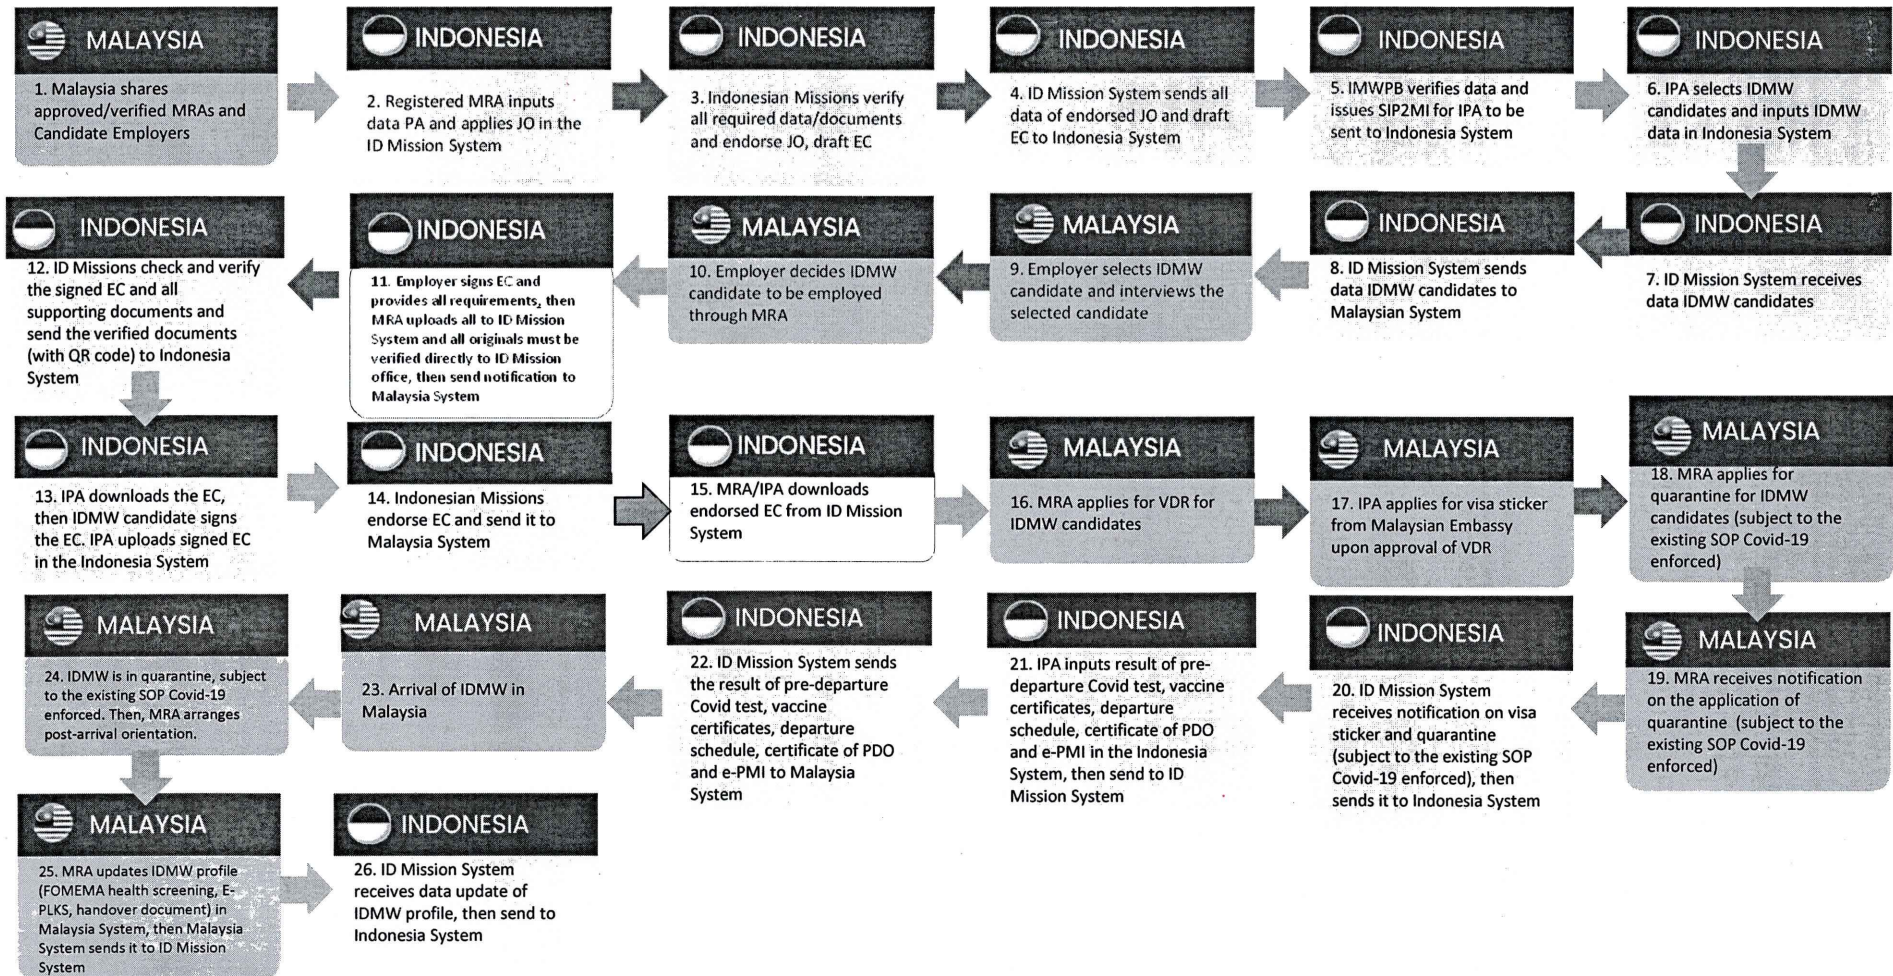 MALAYSIA
1. Malaysia shares
approved/verified MRAs and
Candidate Employers
INDONESIA
2. Registered MRA inputs
data PA and applies JO in the
ID Mission System
INDONESIA
3. Indonesian Missions verify
all required data/documents
and endorse JO, draft EC
INDONESIA
4. ID Mission System sends all
data of endorsed JO and draft
EC to Indonesia System
INDONESIA
5. IMWPB verifies data and
issues SIP2MI for IPA to be
sent to Indonesia System
INDONESIA
6. IPA selects IDMW
candidates and inputs IDMW
data in Indonesia System
INDONESIA
7. ID Mission System receives
data IDMW candidates
INDONESIA
8. ID Mission System sends
data IDMW candidates to
Malaysian System
MALAYSIA
9. Employer selects IDMW
candidate and interviews the
selected candidate
MALAYSIA
10. Employer decides IDMW
candidate to be employed
through MRA
INDONESIA
11. Employer signs EC and
provides all requirements, then
MRA uploads all to ID Mission
System and all originals must be
verified directly to ID Mission
office, then send notification to
Malaysia System
INDONESIA
12. ID Missions check and verify
the signed EC and all
supporting documents and
send the verified documents
(with QR code) to Indonesia
System
INDONESIA
13. IPA downloads the EC,
then IDMW candidate signs
the EC. IPA uploads signed EC
in the Indonesia System
INDONESIA
14. Indonesian Missions
endorse EC and send it to
Malaysia System
INDONESIA
15. MRA/IPA downloads
endorsed EC from ID Mission
System
MALAYSIA
16. MRA applies for VDR for
IDMW candidates
MALAYSIA
17. IPA applies for visa sticker
from Malaysian Embassy
upon approval of VDR
MALAYSIA
18. MRA applies for
quarantine for IDMW
candidates (subject to the
existing SOP Covid-19
enforced)
MALAYSIA
19. MRA receives notification
on the application of
quarantine (subject to the
existing SOP Covid-19
enforced)
INDONESIA
20. ID Mission System
receives notification on visa
sticker and quarantine
(subject to the existing SOP
Covid-19 enforced), then
sends it to Indonesia System
INDONESIA
21. IPA inputs result of pre-
departure Covid test, vaccine
certificates, departure
schedule, certificate of PDO
and e-PMI in the Indonesia
System, then send to ID
Mission System
INDONESIA
22. ID Mission System sends
the result of pre-departure
Covid test, vaccine
certificates, departure
schedule, certificate of PDO
and e-PMI to Malaysia
System
MALAYSIA
23. Arrival of IDMW in
Malaysia
MALAYSIA
24. IDMW is in quarantine, subject
to the existing SOP Covid-19
enforced. Then, MRA arranges
post-arrival orientation.
MALAYSIA
25. MRA updates IDMW profile
(FOMEMA health screening, E-
PLKS, handover document) in
Malaysia System, then Malaysia
System sends it to ID Mission
System
INDONESIA
26. ID Mission System
receives data update of
IDMW profile, then send to
Indonesia System